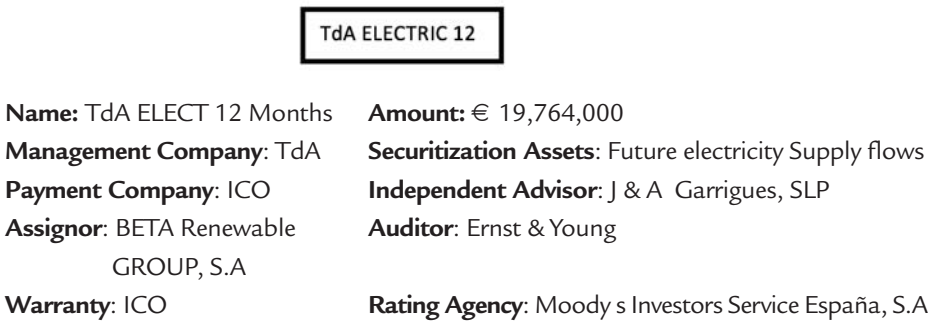 TdA ELECTRIC 12
Name: TdA ELECT 12 Months Amount: € 19,764,000
Management Company: TdA Securitization Assets: Future electricity Supply flows
Payment Company: ICO Independent Advisor: J & A Garrigues, SLP
Assignor: BETA Renewable Auditor: Ernst & Young
GROUP, S.A
Warranty: ICO Rating Agency: Moody s Investors Service España, S.A